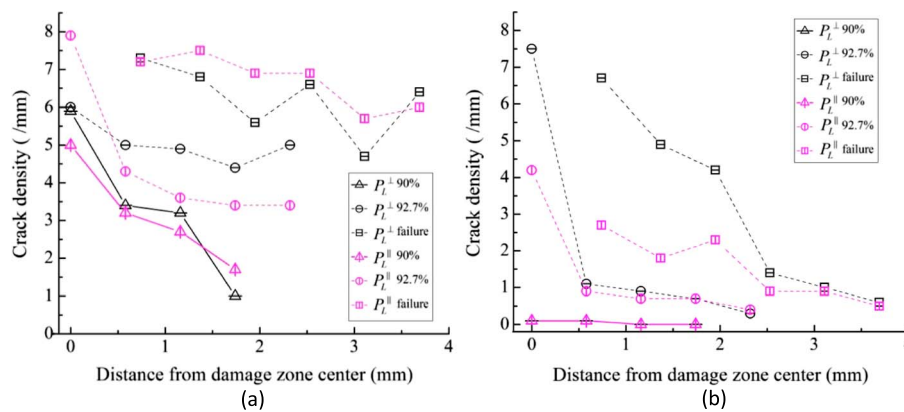 8
7
6
5
4
3
2
1
0
Crack density ( /mm)
P_L^⊥ 90%
P_L^⊥ 92.7%
P_L^⊥ failure
P_L^∥ 90%
P_L^∥ 92.7%
P_L^∥ failure
0 1 2 3 4
Distance from damage zone center (mm)
(a)
8
7
6
5
4
3
2
1
0
Crack density ( /mm)
P_L^⊥ 90%
P_L^⊥ 92.7%
P_L^⊥ failure
P_L^∥ 90%
P_L^∥ 92.7%
P_L^∥ failure
0 1 2 3 4
Distance from damage zone center (mm)
(b)